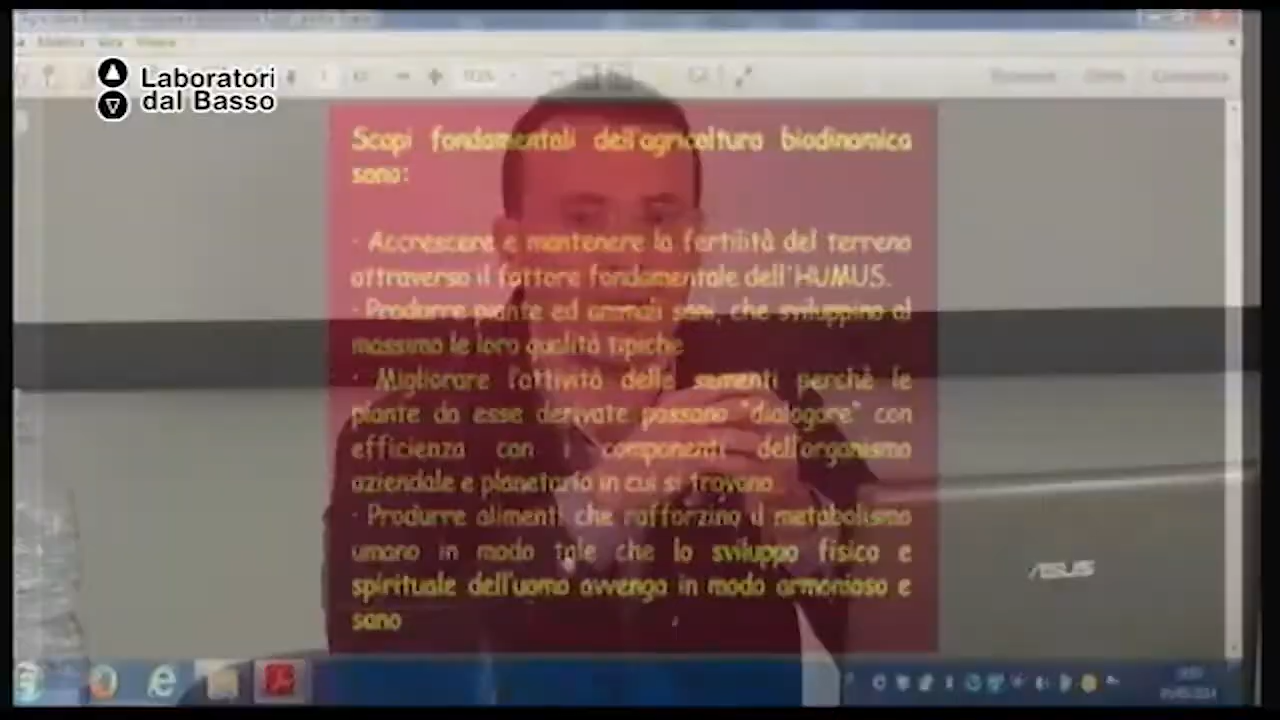 Laboratori
dal Basso
Scopi fondamentali dell'agricoltura biodinamica
sono:
· Accrescere e mantenere la fertilità del terreno
attraverso il fattore fondamentale dell'HUMUS.
· Produrre piante ed animali sani, che sviluppino al
massimo le loro qualità tipiche
· Migliorare l'attività delle sementi perchè le
piante da esse derivate possano "dialogare" con
efficienza con i componenti dell'organismo
aziendale e planetario in cui si trovano.
· Produrre alimenti che rafforzino il metabolismo
umano in modo tale che lo sviluppo fisico e
spirituale dell'uomo avvenga in modo armonioso e
sano
ASUS